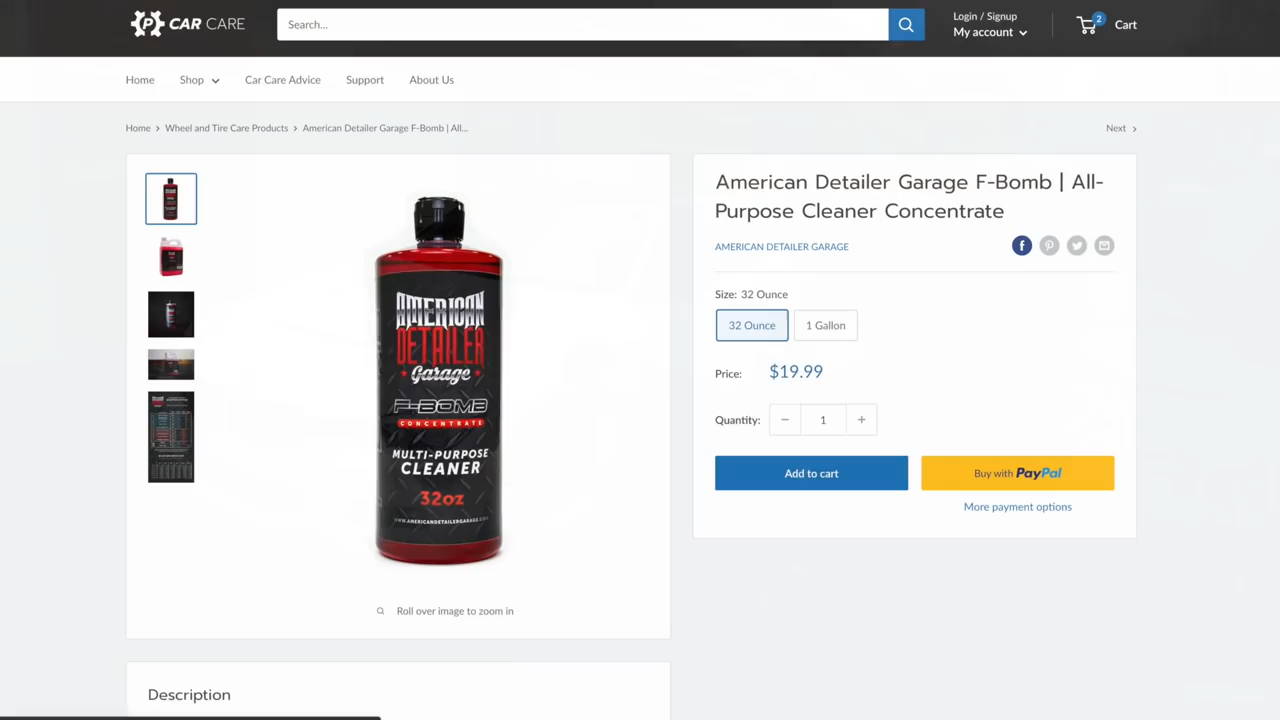 P CAR CARE
Search...
Login / Signup
My account
2
Cart
Home
Shop
Car Care Advice
Support
About Us
Home > Wheel and Tire Care Products > American Detailer Garage F-Bomb | All...
Next >
AMERICAN
DETAILER
Garage
F-BOMB
CONCENTRATE
MULTI-PURPOSE
CLEANER
32oz
WWW.AMERICANDETAILERGARAGE.COM
Roll over image to zoom in
American Detailer Garage F-Bomb | All-
Purpose Cleaner Concentrate
AMERICAN DETAILER GARAGE
Size: 32 Ounce
32 Ounce
1 Gallon
Price: $19.99
Quantity: − 1 +
Add to cart
Buy with PayPal
More payment options
Description